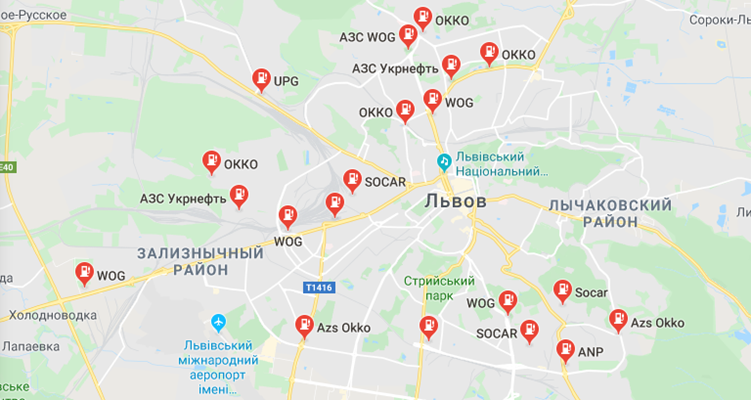 ое-Русское
ОККО
Сороки-Ль
АЗС WOG
ОККО
АЗС Укрнефть
UPG
WOG
ОККО
E40
ОККО
Львівський
Національний...
SOCAR
АЗС Укрнефть
ЛЬВОВ
ЛЫЧАКОВСКИЙ
РАЙОН
WOG
ЗАЛИЗНЫЧНЫЙ
РАЙОН
WOG
T1416
Стрийський
парк
Socar
WOG
Холодноводка
Azs Okko
SOCAR
Azs Okko
Лапаевка
Львівський
міжнародний
аеропорт
імені...
ANP